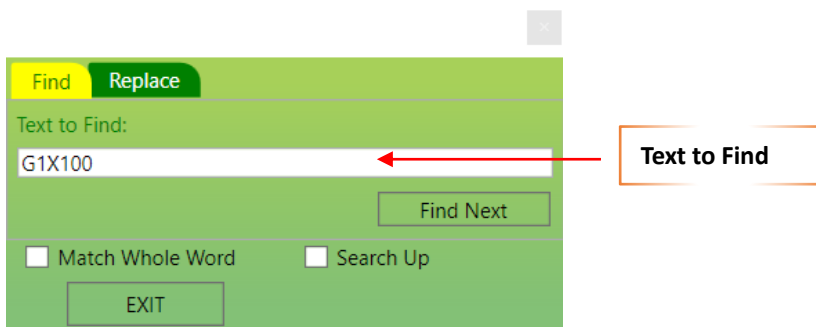 Find Replace
Text to Find:
G1X100
Text to Find
Find Next
Match Whole Word Search Up
EXIT